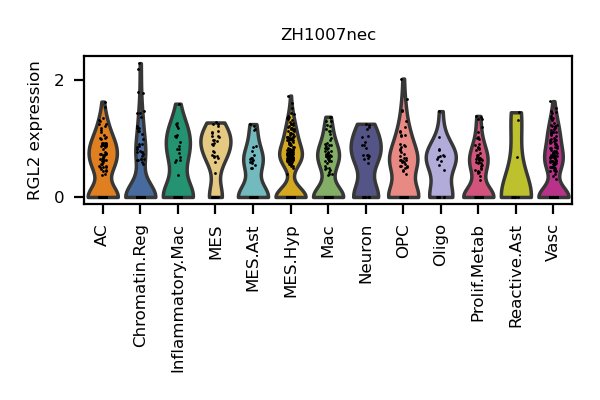 ZH1007nec
RGL2 expression
2
0
AC
Chromatin.Reg
Inflammatory.Mac
MES
MES.Ast
MES.Hyp
Mac
Neuron
OPC
Oligo
Prolif.Metab
Reactive.Ast
Vasc